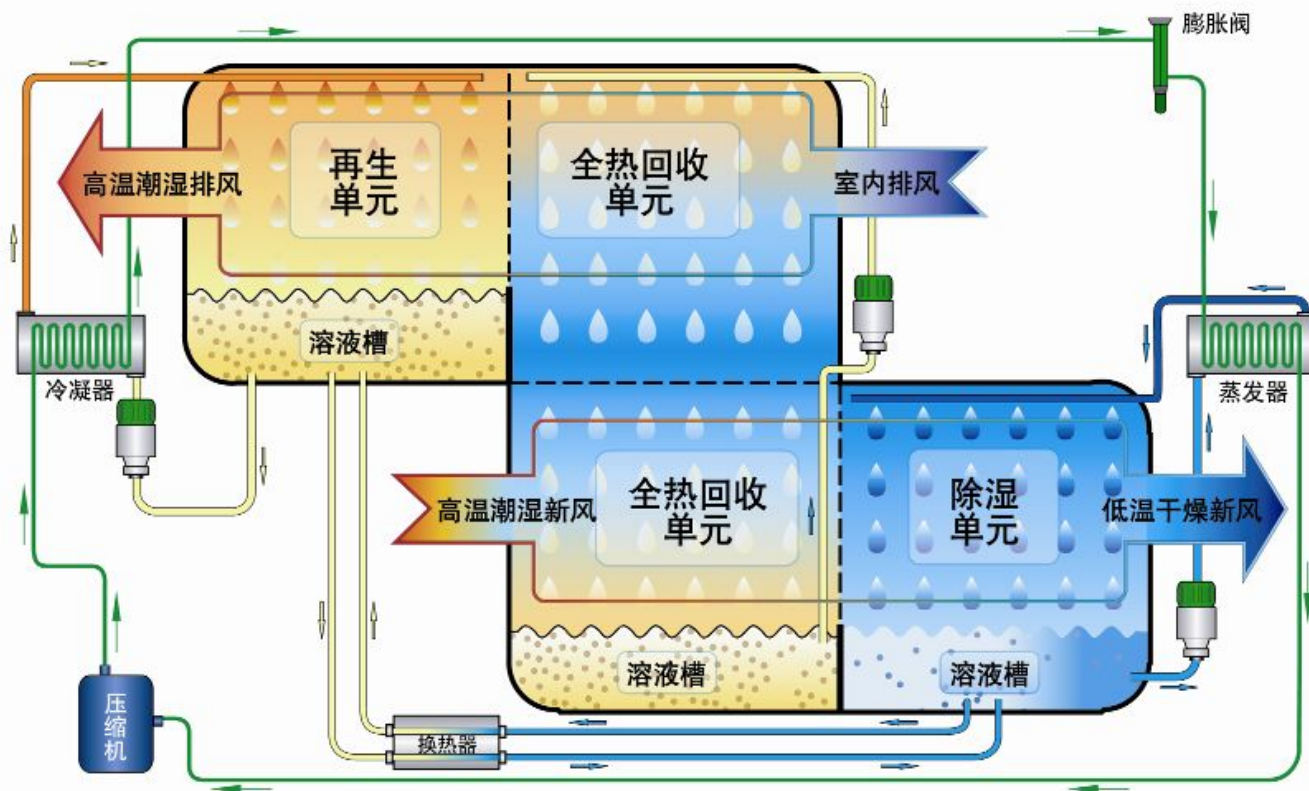 膨胀阀
再生
单元
全热回收
单元
高温潮湿排风
室内排风
溶液槽
冷凝器
蒸发器
高温潮湿新风
全热回收
单元
除湿
单元
低温干燥新风
溶液槽
溶液槽
压
缩
机
换热器